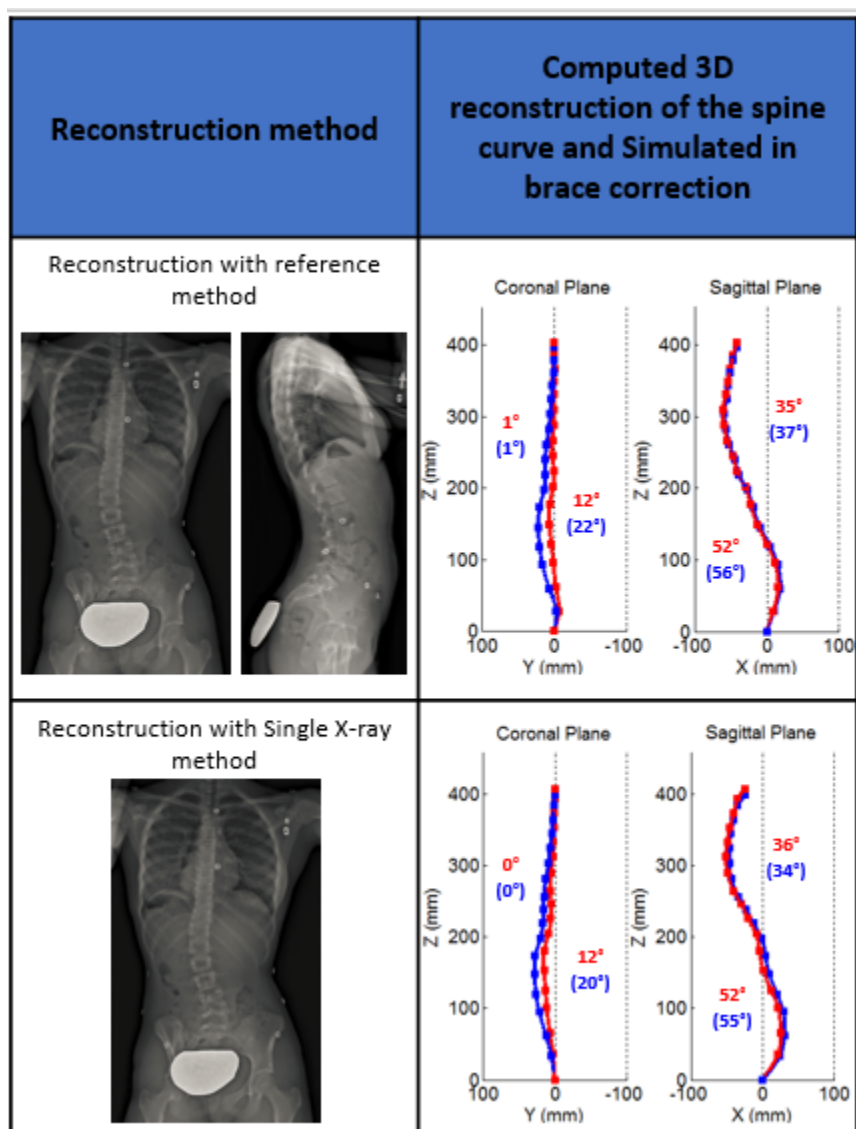 Reconstruction method
Computed 3D
reconstruction of the spine
curve and Simulated in
brace correction
Reconstruction with reference
method
Coronal Plane
Sagittal Plane
Z (mm)
400
300
200
100
0
1°
(1°)
12°
(22°)
100
0
-100
Y (mm)
Z (mm)
400
300
200
100
0
35°
(37°)
52°
(56°)
-100
0
100
X (mm)
Reconstruction with Single X-ray
method
Coronal Plane
Sagittal Plane
Z (mm)
400
300
200
100
0
0°
(0°)
12°
(20°)
100
0
-100
Y (mm)
Z (mm)
400
300
200
100
0
36°
(34°)
52°
(55°)
-100
0
100
X (mm)